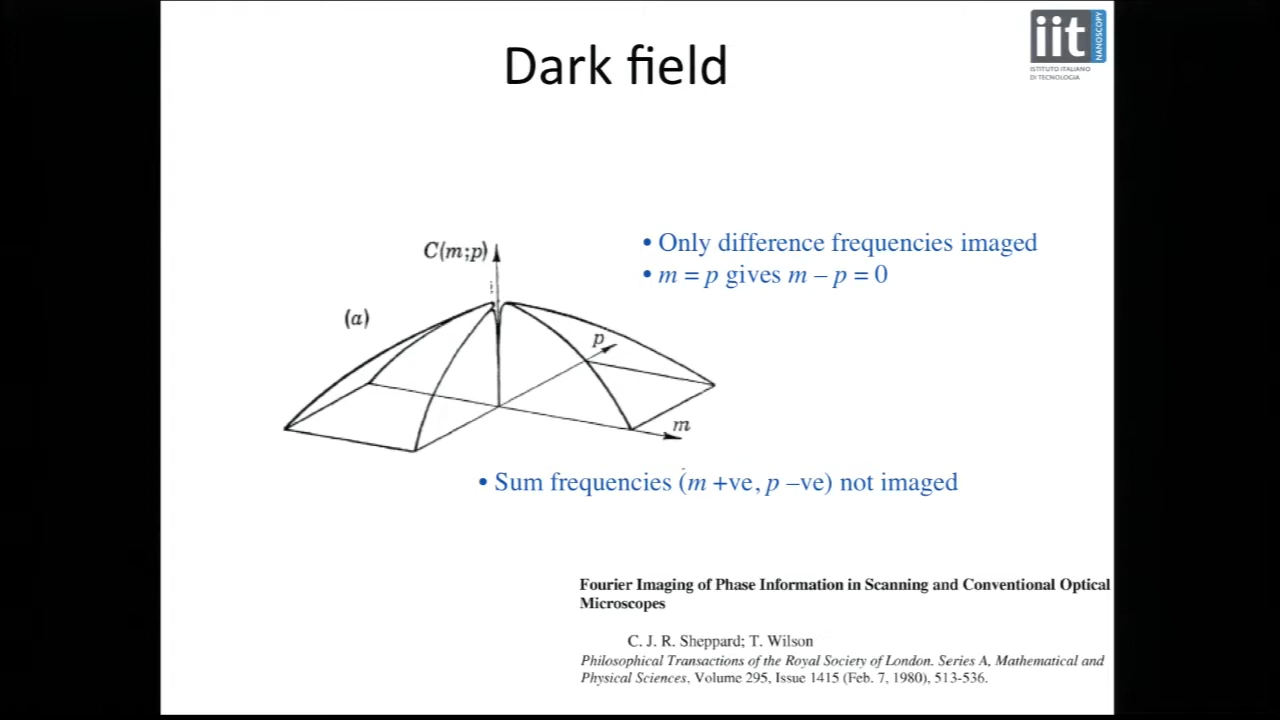 Dark field
iit
NANOSCOPY
ISTITUTO ITALIANO
DI TECNOLOGIA
C(m;p)
(a)
p
m
• Only difference frequencies imaged
• m = p gives m – p = 0
• Sum frequencies (m +ve, p –ve) not imaged
Fourier Imaging of Phase Information in Scanning and Conventional Optical
Microscopes
C. J. R. Sheppard; T. Wilson
Philosophical Transactions of the Royal Society of London. Series A, Mathematical and
Physical Sciences, Volume 295, Issue 1415 (Feb. 7, 1980), 513-536.